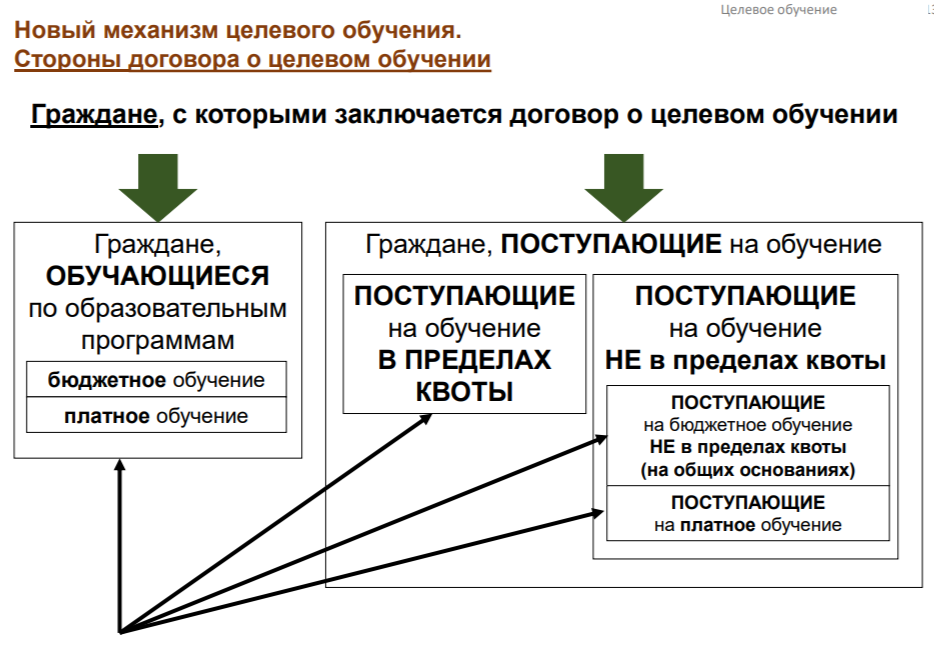 Целевое обучение
Новый механизм целевого обучения.
Стороны договора о целевом обучении
Граждане, с которыми заключается договор о целевом обучении
Граждане,
ОБУЧАЮЩИЕСЯ
по образовательным
программам
бюджетное обучение
платное обучение
Граждане, ПОСТУПАЮЩИЕ на обучение
ПОСТУПАЮЩИЕ
на обучение
В ПРЕДЕЛАХ
КВОТЫ
ПОСТУПАЮЩИЕ
на обучение
НЕ в пределах квоты
ПОСТУПАЮЩИЕ
на бюджетное обучение
НЕ в пределах квоты
(на общих основаниях)
ПОСТУПАЮЩИЕ
на платное обучение